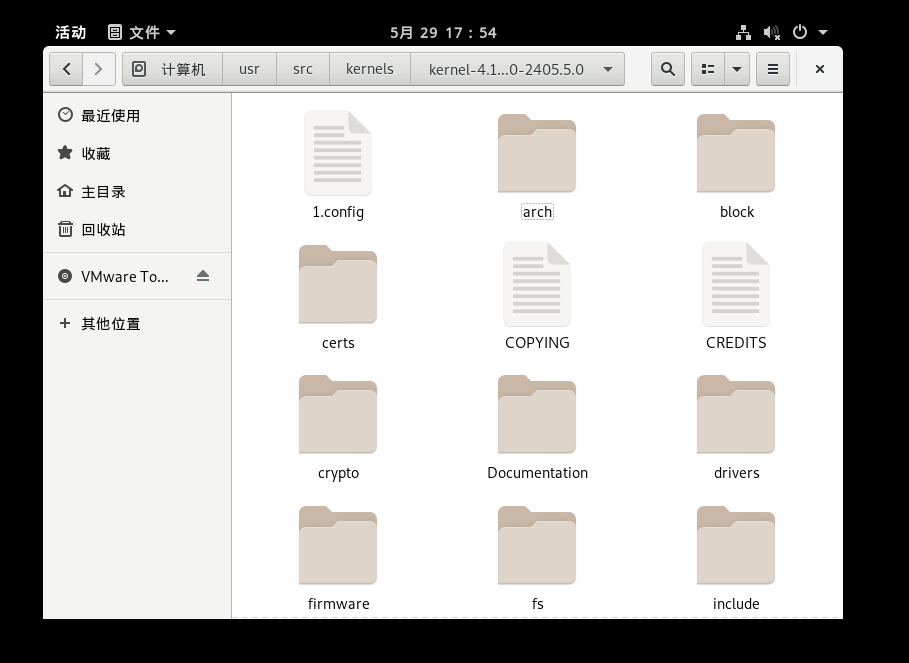 活动 文件 5月 29 17 : 54
计算机 usr src kernels kernel-4.1...0-2405.5.0
最近使用
收藏
主目录
回收站
VMware To...
其他位置
1.config arch block
certs COPYING CREDITS
crypto Documentation drivers
firmware fs include